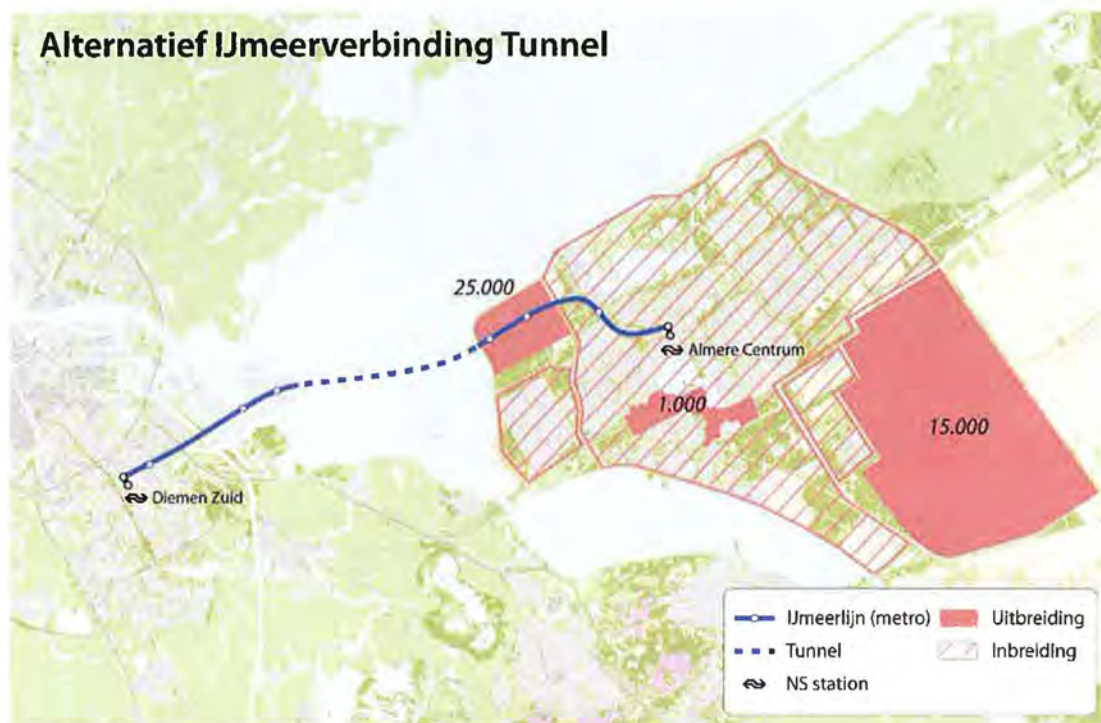 Alternatief IJmeerverbinding Tunnel
25.000
Almere Centrum
1.000
15.000
Diemen Zuid
IJmeerlijn (metro)
Uitbreiding
Tunnel
Inbreiding
NS station